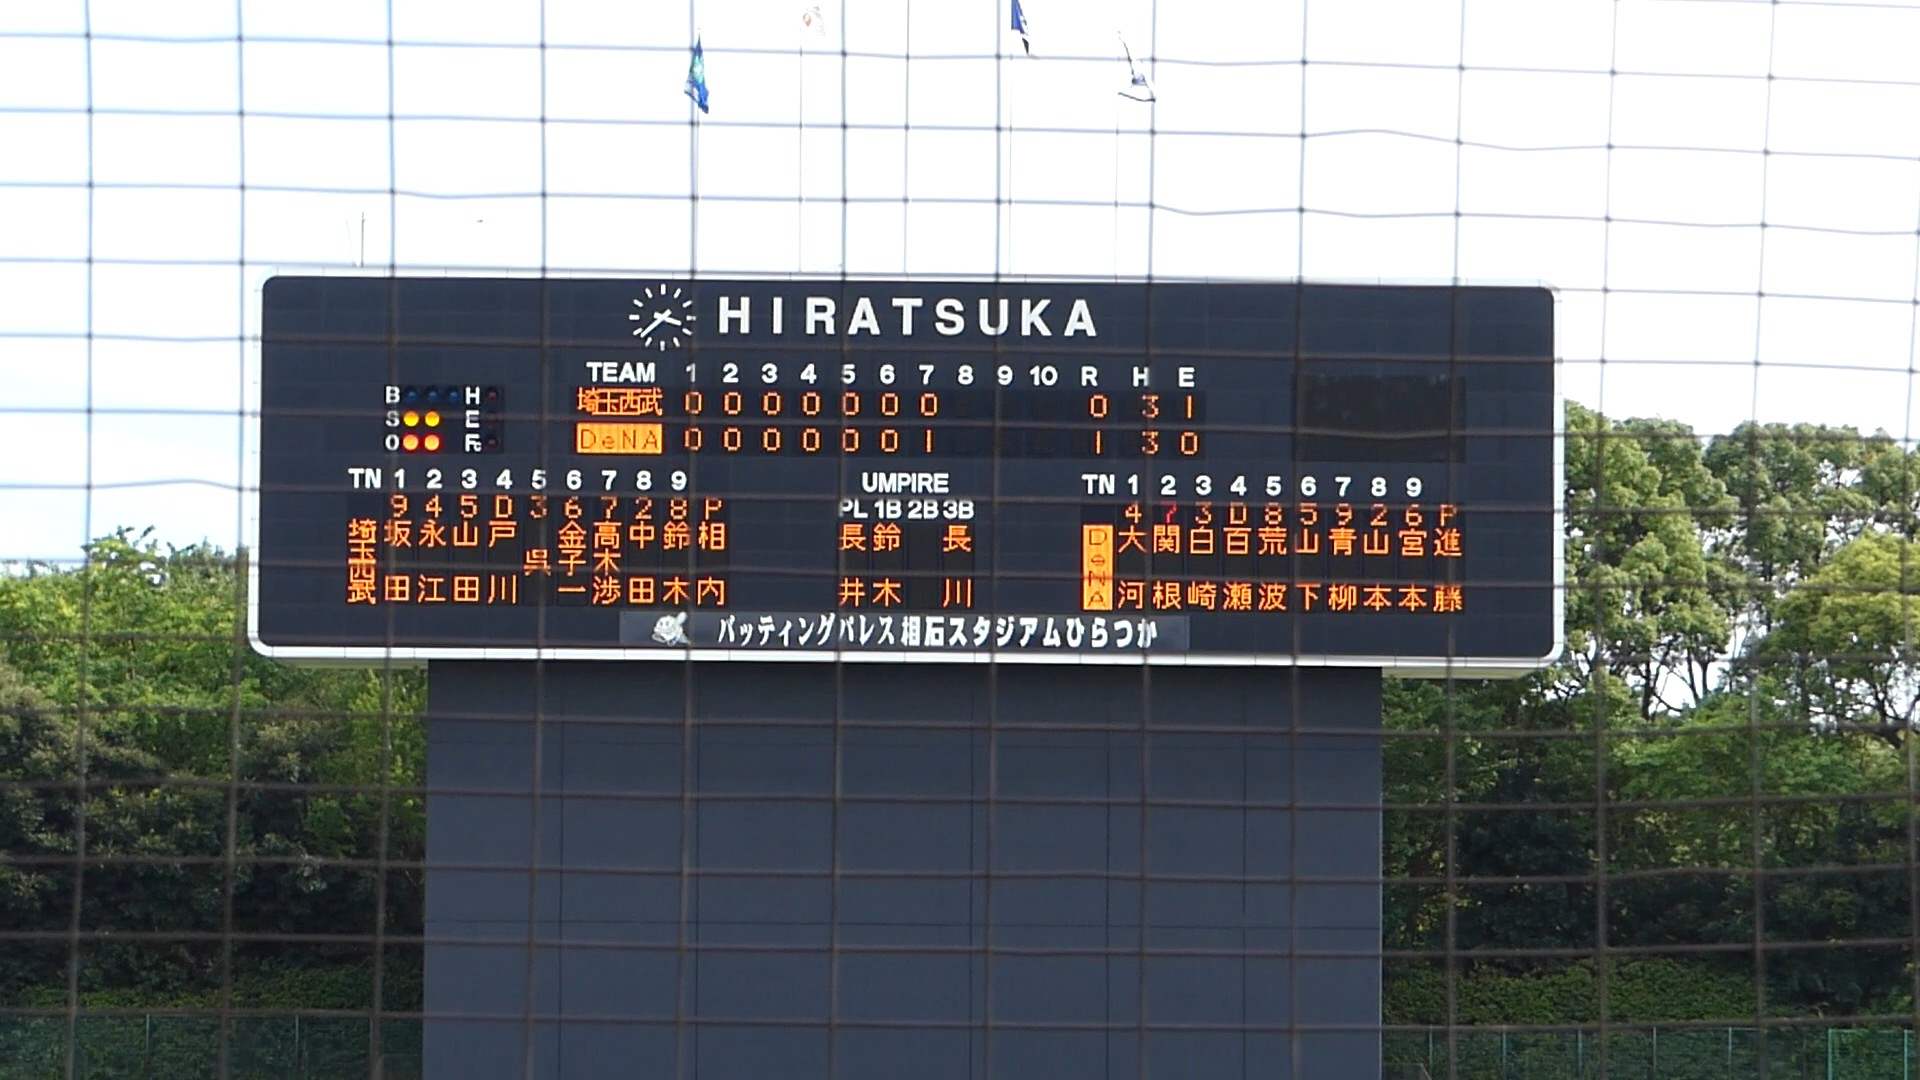 HIRATSUKA
TEAM 1 2 3 4 5 6 7 8 9 10 R H E
埼玉西武 0 0 0 0 0 0 0 0 3 1
DeNA 0 0 0 0 0 0 1 1 3 0
B H
S E
O Fc
TN 1 2 3 4 5 6 7 8 9
9 4 5 D 3 6 7 2 8 P
埼玉西武 坂田 永江 山田 戸川 呉 金子一 高木渉 中田 鈴木 相内
UMPIRE
PL 1B 2B 3B
長井 鈴木 長川
TN 1 2 3 4 5 6 7 8 9
4 7 3 D 8 5 9 2 6 P
DeNA 大河 関根 白崎 百瀬 荒波 山下 青柳 山本 宮本 進藤
バッティングパレス相石スタジアムひらつか